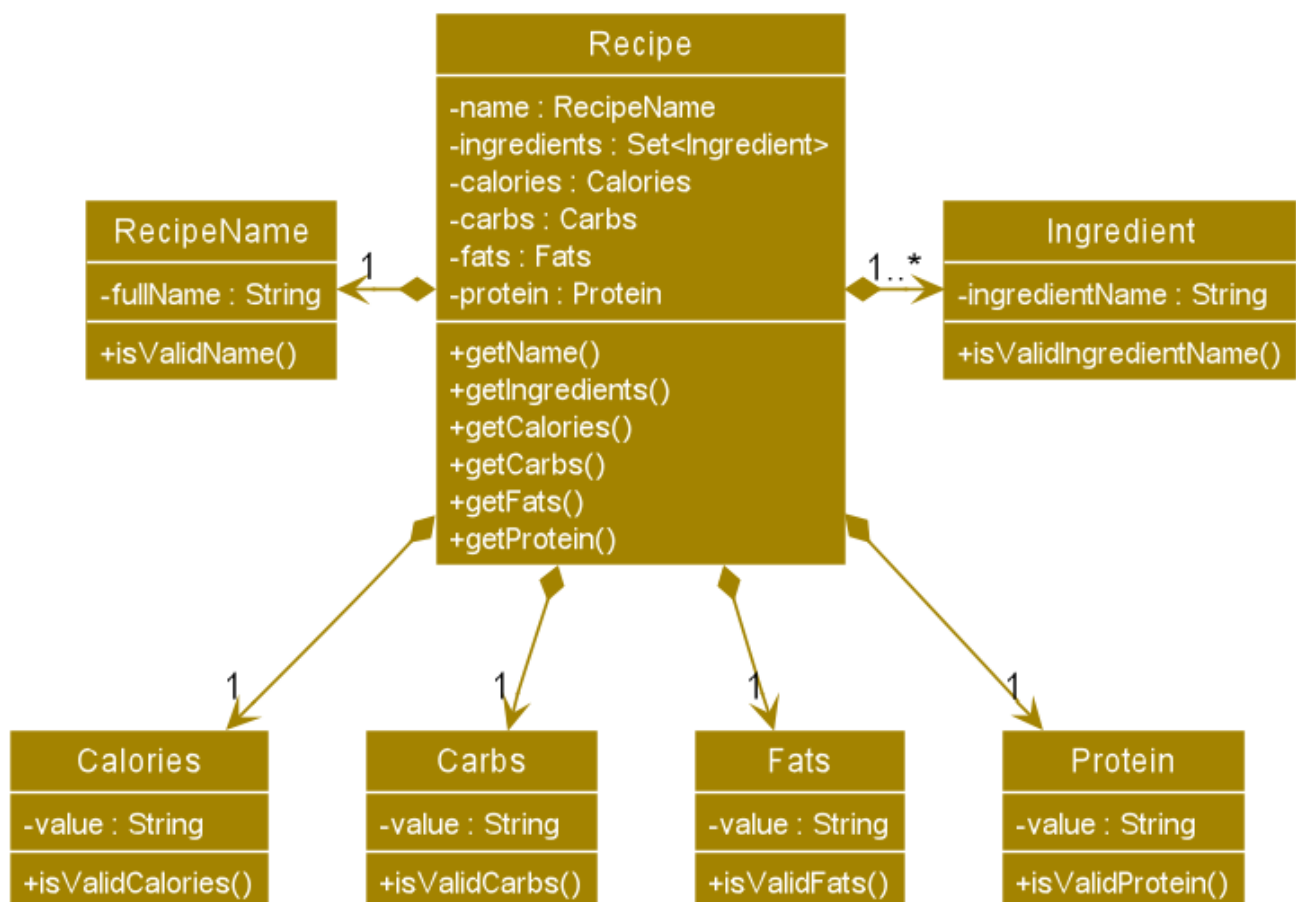 Recipe
-name : RecipeName
-ingredients : Set<Ingredient>
-calories : Calories
-carbs : Carbs
-fats : Fats
-protein : Protein
+getName()
+getIngredients()
+getCalories()
+getCarbs()
+getFats()
+getProtein()
RecipeName
-fullName : String
+isValidName()
1
1..*
Ingredient
-ingredientName : String
+isValidIngredientName()
1
1
1
1
Calories
-value : String
+isValidCalories()
Carbs
-value : String
+isValidCarbs()
Fats
-value : String
+isValidFats()
Protein
-value : String
+isValidProtein()